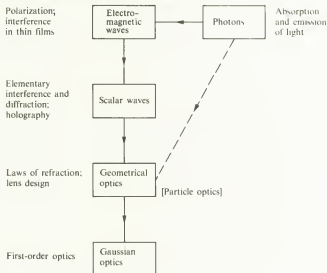 Polarization;
interference
in thin films
Electro-
magnetic
waves
Photons
Absorption
and emission
of light
Elementary
interference and
diffraction;
holography
Scalar waves
Laws of refraction;
lens design
Geometrical
optics
[Particle optics]
First-order optics
Gaussian
optics